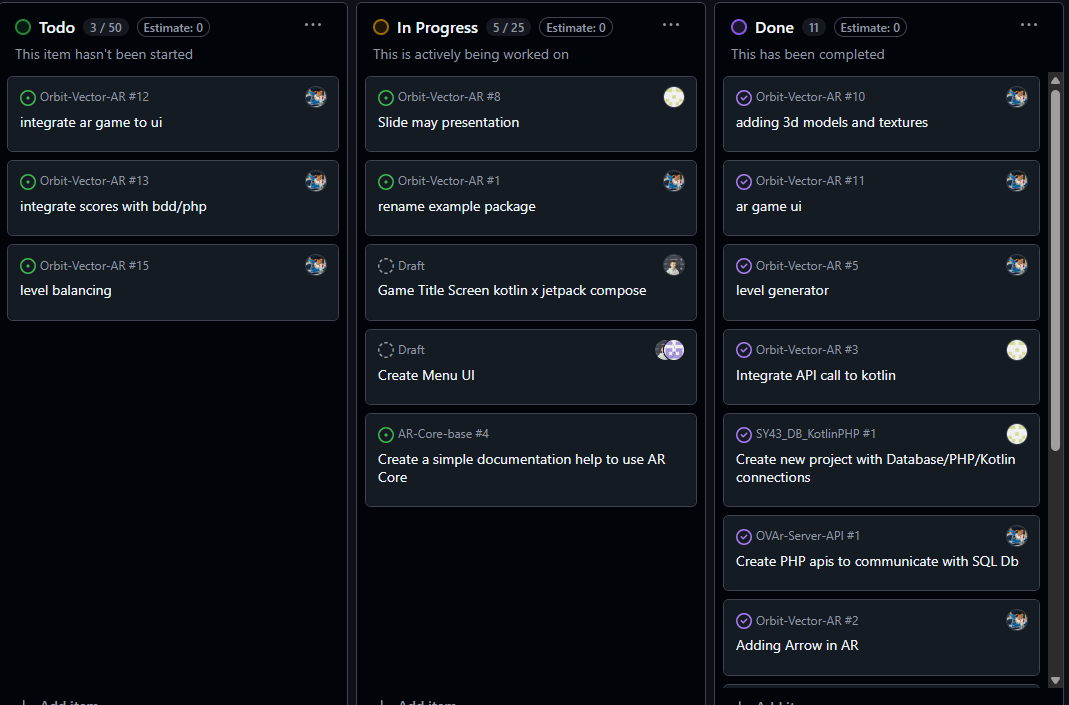 Todo 3 / 50 Estimate: 0 ...
This item hasn't been started
Orbit-Vector-AR #12
integrate ar game to ui
Orbit-Vector-AR #13
integrate scores with bdd/php
Orbit-Vector-AR #15
level balancing
Add item
In Progress 5 / 25 Estimate: 0 ...
This is actively being worked on
Orbit-Vector-AR #8
Slide may presentation
Orbit-Vector-AR #1
rename example package
Draft
Game Title Screen kotlin x jetpack compose
Draft
Create Menu UI
AR-Core-base #4
Create a simple documentation help to use AR
Core
Add item
Done 11 Estimate: 0 ...
This has been completed
Orbit-Vector-AR #10
adding 3d models and textures
Orbit-Vector-AR #11
ar game ui
Orbit-Vector-AR #5
level generator
Orbit-Vector-AR #3
Integrate API call to kotlin
SY43_DB_KotlinPHP #1
Create new project with Database/PHP/Kotlin
connections
OVAr-Server-API #1
Create PHP apis to communicate with SQL Db
Orbit-Vector-AR #2
Adding Arrow in AR
Add item